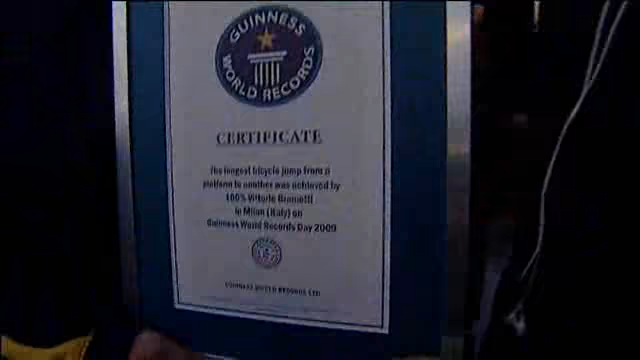 GUINNESS
WORLD RECORDS
CERTIFICATE
The longest bicycle jump from a
platform to another was achieved by
100% Vittorio Brumotti
in Milan (Italy) on
Guinness World Records Day 2009
GUINNESS WORLD RECORDS LTD